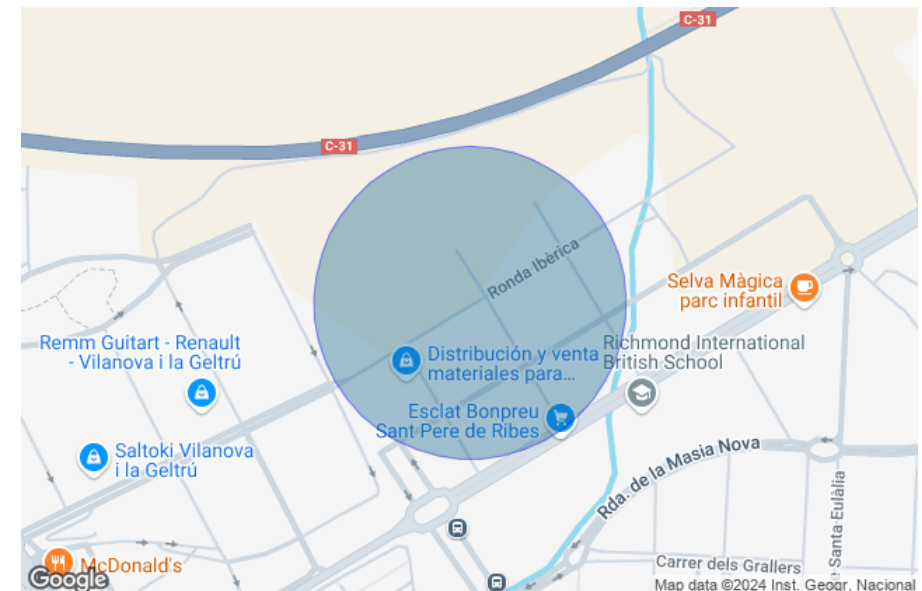 C-31
C-31
Ronda Ibèrica
Selva Màgica
parc infantil
Remm Guitart - Renault
- Vilanova i la Geltrú
Distribución y venta
materiales para...
Richmond International
British School
Esclat Bonpreu
Sant Pere de Ribes
Saltoki Vilanova
i la Geltrú
Rda. de la Masia Nova
e Santa Eulàlia
McDonald's
Carrer dels Grallers
Google
Map data ©2024 Inst. Geogr. Nacional